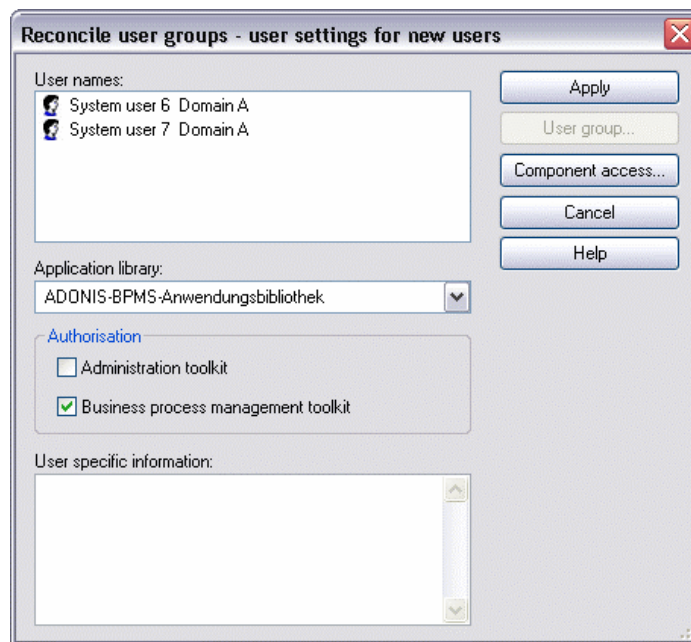 Reconcile user groups - user settings for new users
User names:
System user 6 Domain A
System user 7 Domain A
Apply
User group...
Component access...
Cancel
Help
Application library:
ADONIS-BPMS-Anwendungsbibliothek
Authorisation
Administration toolkit
Business process management toolkit
User specific information: